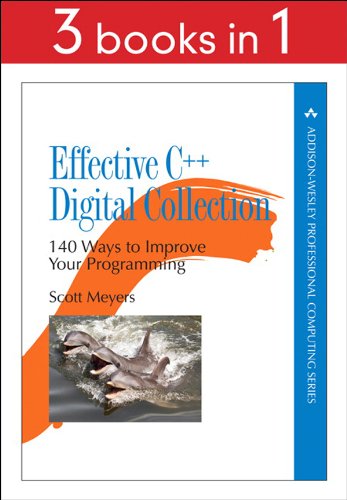 3 books in 1
Effective C++
Digital Collection
140 Ways to Improve
Your Programming
Scott Meyers
ADDISON-WESLEY PROFESSIONAL COMPUTING SERIES